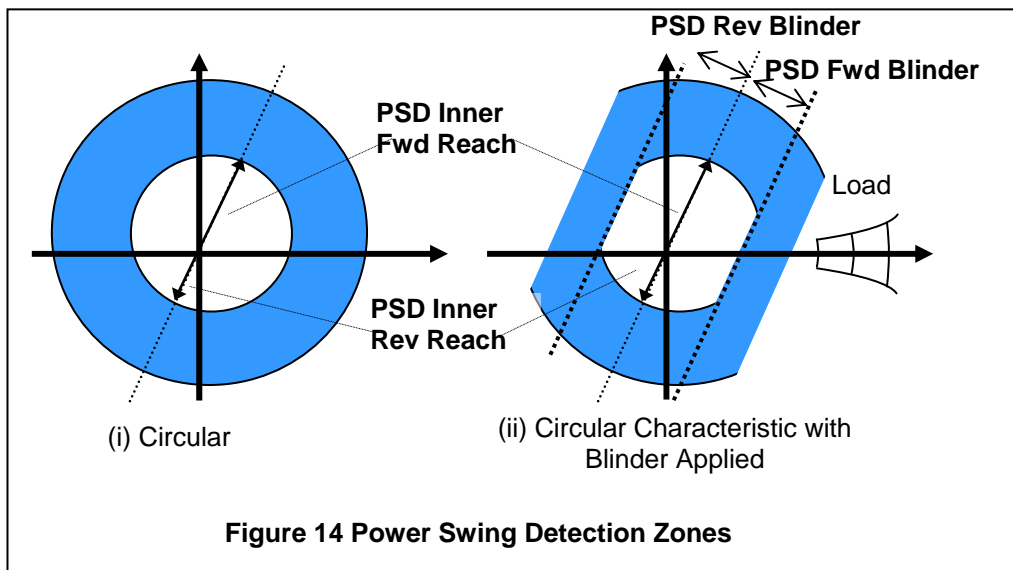 PSD Rev Blinder
PSD Fwd Blinder
PSD Inner
Fwd Reach
Load
PSD Inner
Rev Reach
(i) Circular
(ii) Circular Characteristic with
Blinder Applied
Figure 14 Power Swing Detection Zones